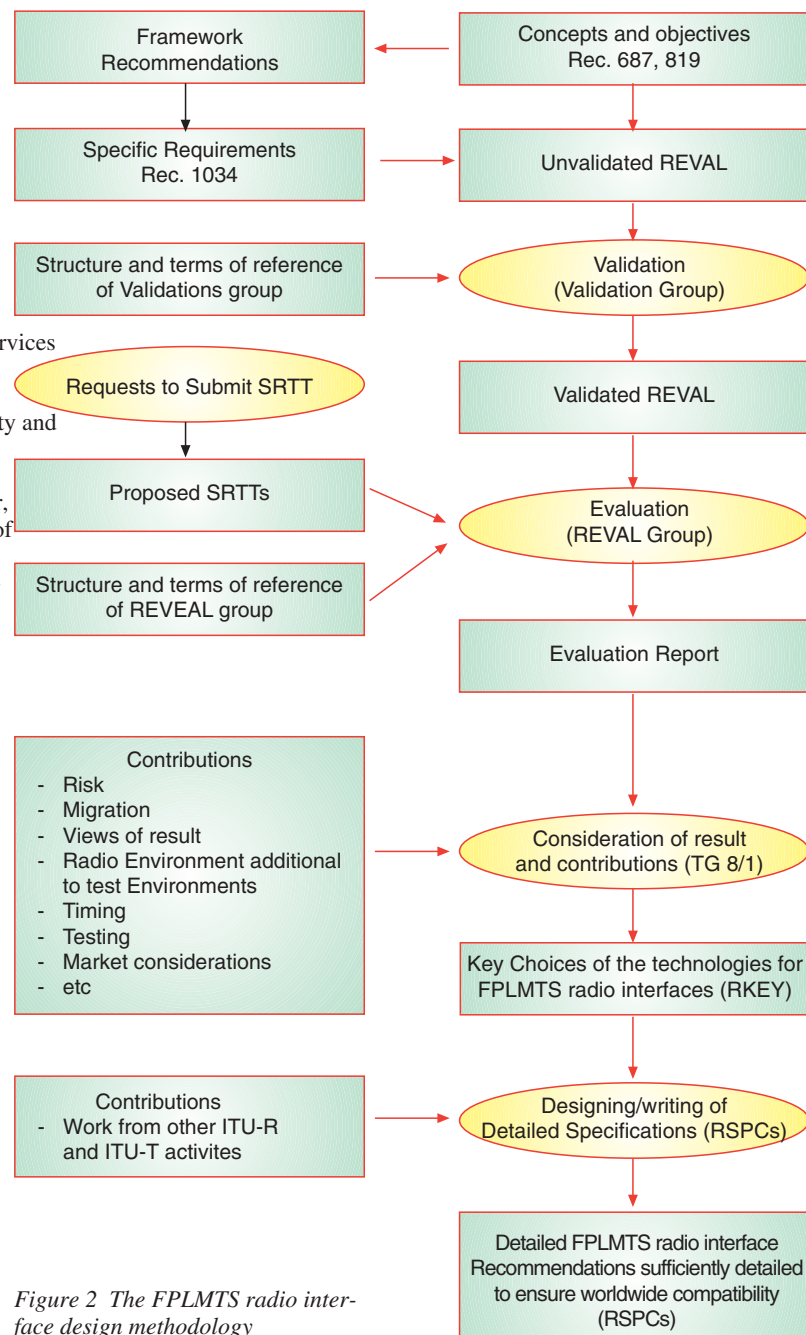 Framework
Recommendations
Concepts and objectives
Rec. 687, 819
Specific Requirements
Rec. 1034
Unvalidated REVAL
Structure and terms of reference
of Validations group
Validation
(Validation Group)
rvices
Requests to Submit SRTT
Validated REVAL
ty and
Proposed SRTTs
r,
of
Evaluation
(REVAL Group)
Structure and terms of reference
of REVEAL group
Evaluation Report
Contributions
- Risk
- Migration
- Views of result
- Radio Environment additional
to test Environments
- Timing
- Testing
- Market considerations
- etc
Consideration of result
and contributions (TG 8/1)
Key Choices of the technologies for
FPLMTS radio interfaces (RKEY)
Contributions
- Work from other ITU-R
and ITU-T activites
Designing/writing of
Detailed Specifications (RSPCs)
Detailed FPLMTS radio interface
Recommendations sufficiently detailed
to ensure worldwide compatibility
(RSPCs)
Figure 2 The FPLMTS radio inter-
face design methodology